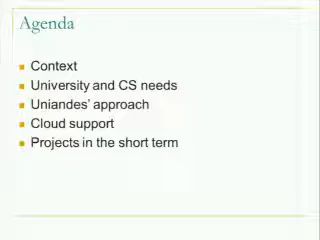 Agenda
Context
University and CS needs
Uniandes' approach
Cloud support
Projects in the short term